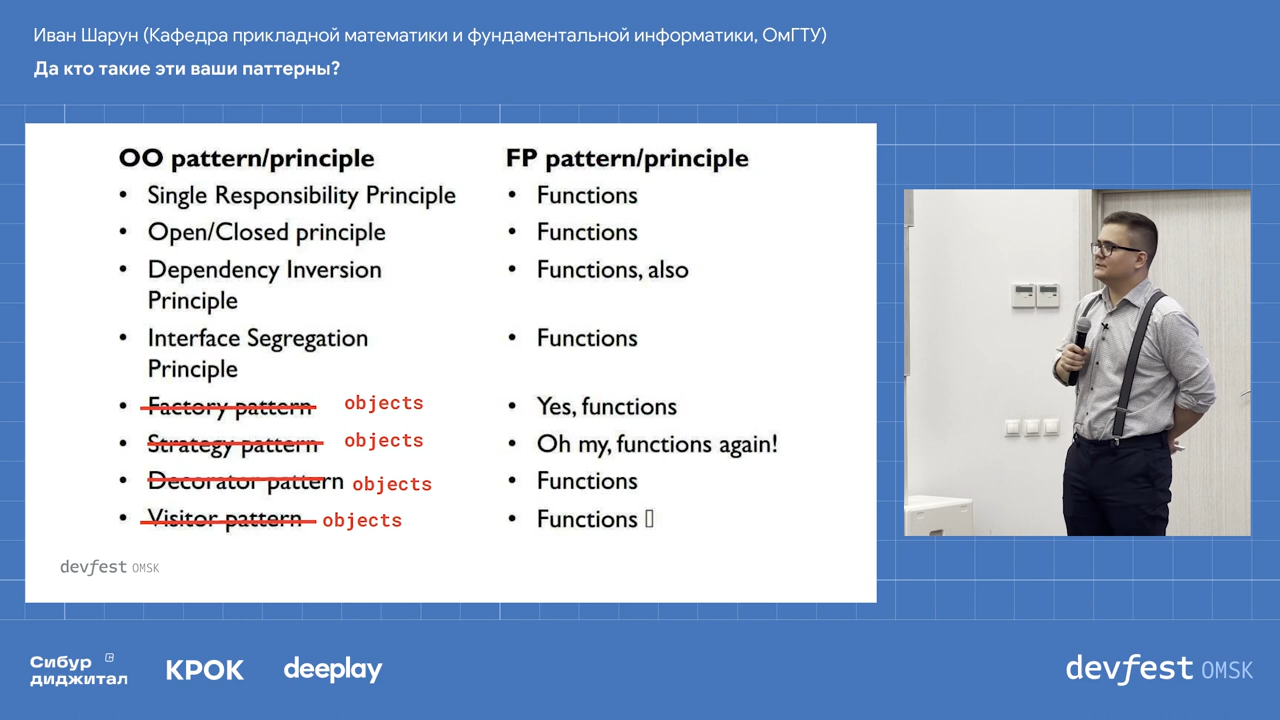 Иван Шарун (Кафедра прикладной математики и фундаментальной информатики, ОмГТУ)
Да кто такие эти ваши паттерны?
OO pattern/principle
• Single Responsibility Principle
• Open/Closed principle
• Dependency Inversion
Principle
• Interface Segregation
Principle
• Factory pattern objects
• Strategy pattern objects
• Decorator pattern objects
• Visitor pattern objects
FP pattern/principle
• Functions
• Functions
• Functions, also
• Functions
• Yes, functions
• Oh my, functions again!
• Functions
• Functions ▯
devfest OMSK
Сибур
диджитал
КРОК
deeplay
devfest OMSK